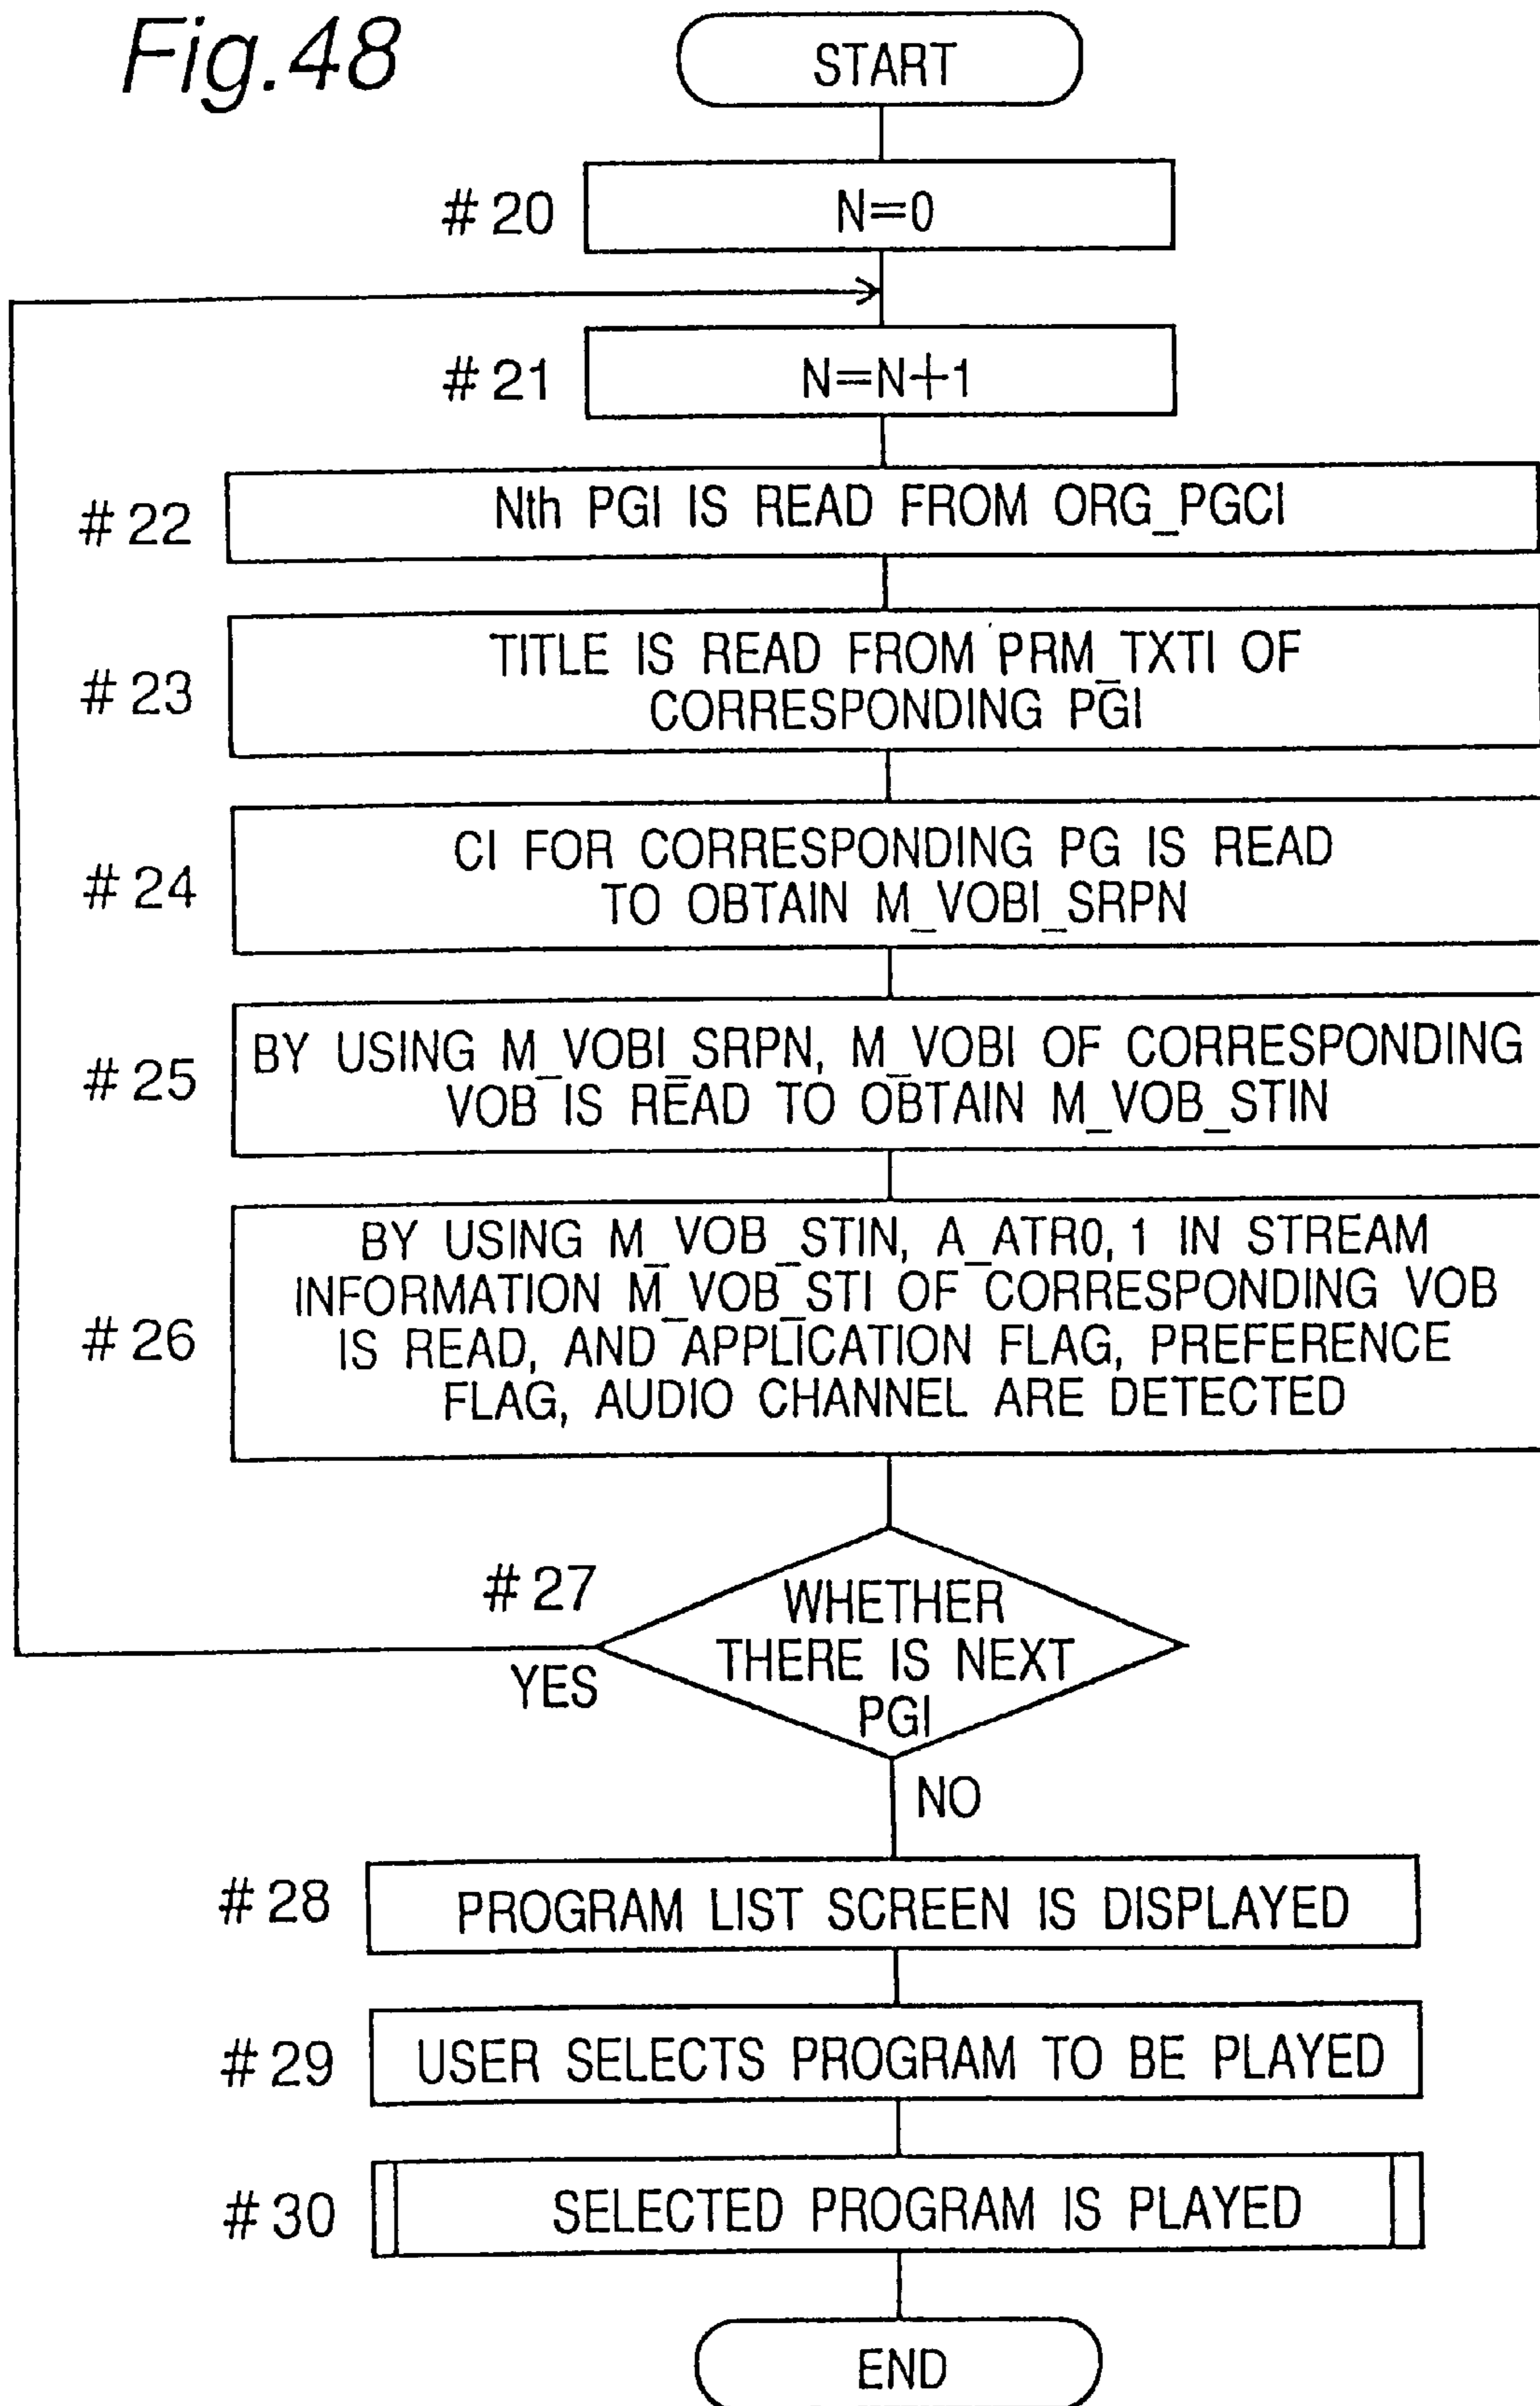 Fig.48
START
#20
N=0
#21
N=N+1
#22
Nth PGI IS READ FROM ORG_PGCI
#23
TITLE IS READ FROM PRM_TXTI OF
CORRESPONDING PGI
#24
CI FOR CORRESPONDING PG IS READ
TO OBTAIN M_VOBI_SRPN
#25
BY USING M_VOBI_SRPN, M_VOBI OF CORRESPONDING
VOB IS READ TO OBTAIN M_VOB_STIN
#26
BY USING M_VOB_STIN, A_ATR0, 1 IN STREAM
INFORMATION M_VOB_STI OF CORRESPONDING VOB
IS READ, AND APPLICATION FLAG, PREFERENCE
FLAG, AUDIO CHANNEL ARE DETECTED
#27
WHETHER
THERE IS NEXT
PGI
YES
NO
#28
PROGRAM LIST SCREEN IS DISPLAYED
#29
USER SELECTS PROGRAM TO BE PLAYED
#30
SELECTED PROGRAM IS PLAYED
END